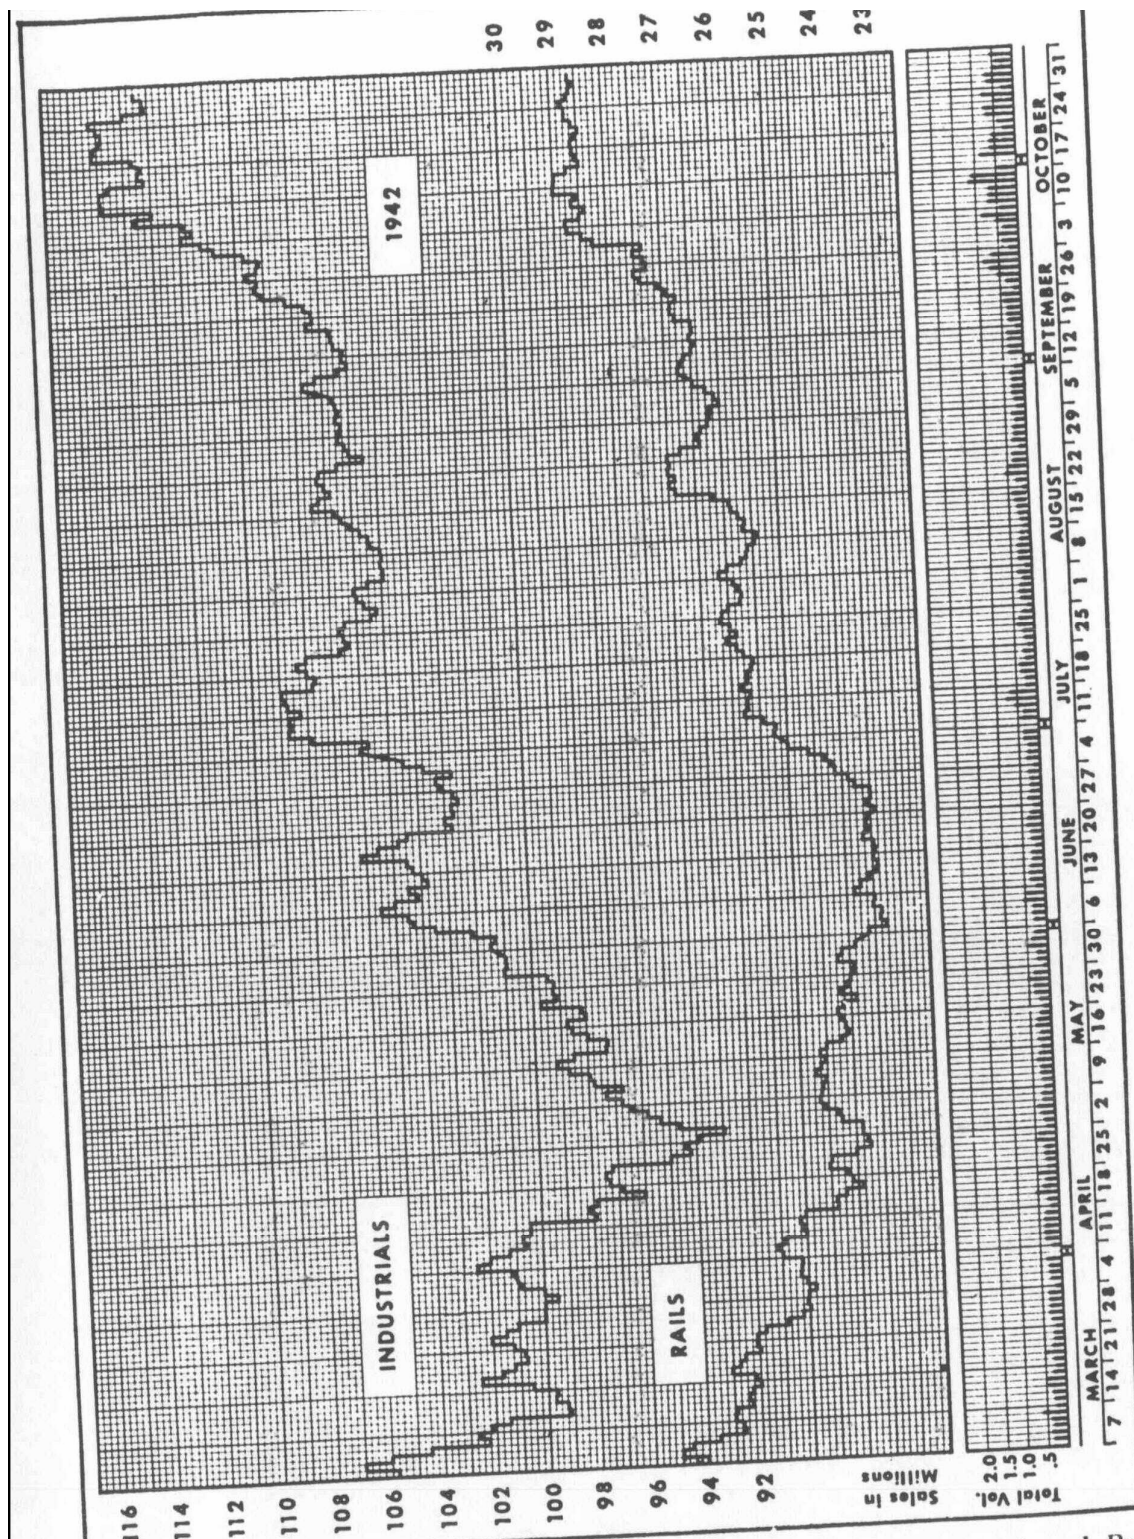 30 29 28 27 26 25 24 23
1942
INDUSTRIALS
RAILS
116 114 112 110 108 106 104 102 100 98 96 94 92
Sales In
Millions
Total Vol.
2.0 1.5 1.0 .5
MARCH APRIL MAY JUNE JULY AUGUST SEPTEMBER OCTOBER
7 14 21 28 4 11 18 25 2 9 16 23 30 6 13 20 27 4 11 18 25 1 8 15 22 29 5 12 19 26 3 10 17 24 31